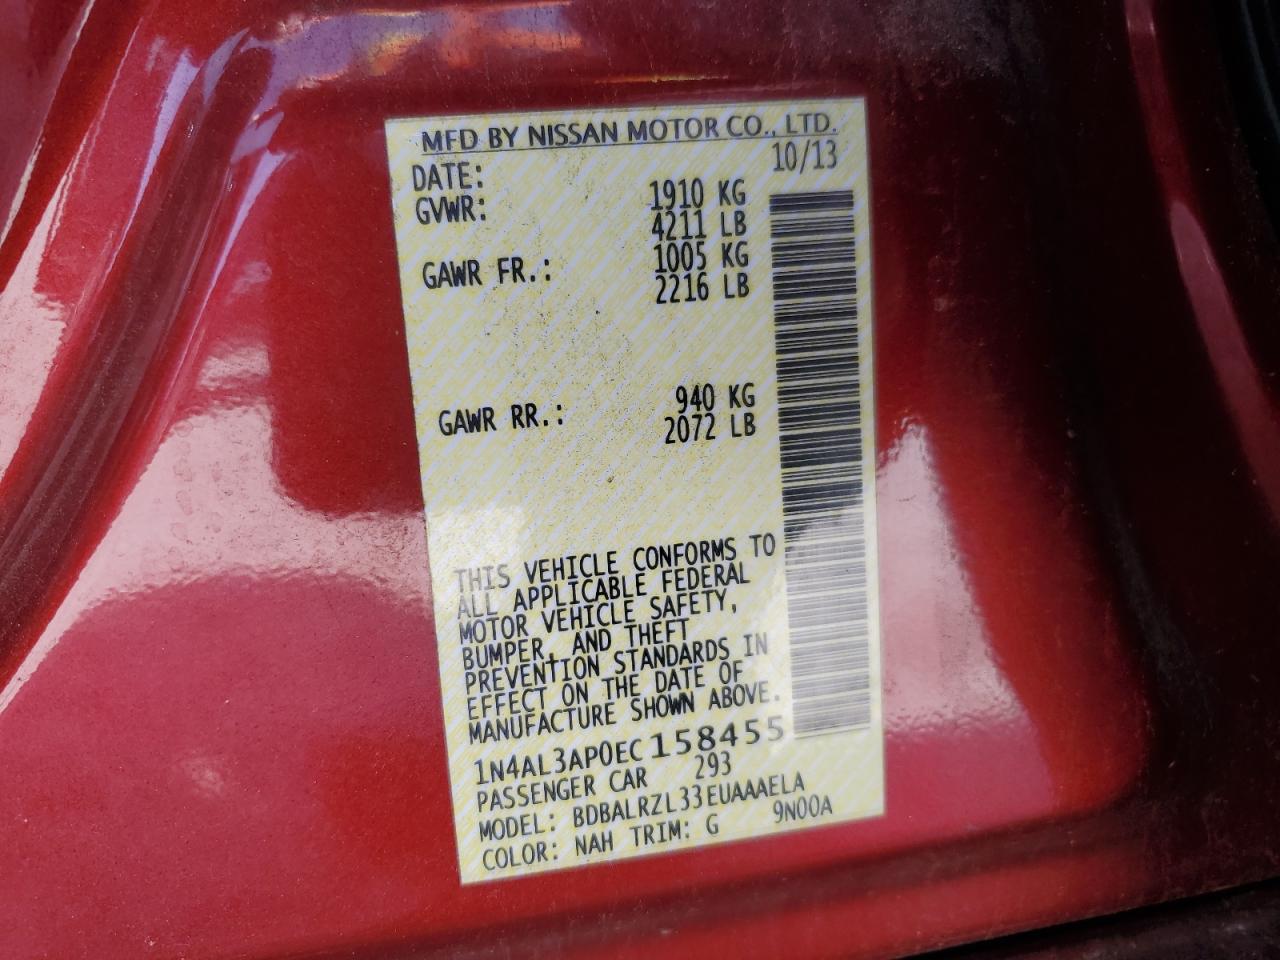 MFD BY NISSAN MOTOR CO., LTD.
DATE: 10/13
GVWR: 1910 KG
4211 LB
GAWR FR.: 1005 KG
2216 LB
GAWR RR.: 940 KG
2072 LB
THIS VEHICLE CONFORMS TO
ALL APPLICABLE FEDERAL
MOTOR VEHICLE SAFETY,
BUMPER, AND THEFT
PREVENTION STANDARDS IN
EFFECT ON THE DATE OF
MANUFACTURE SHOWN ABOVE.
1N4AL3AP0EC158455
PASSENGER CAR 293
MODEL: BDBALRZL33EUAAAELA
COLOR: NAH TRIM: G 9N00A